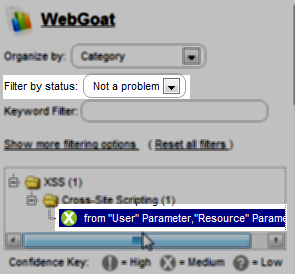 WebGoat
Organize by: Category
Filter by status: Not a problem
Keyword Filter:
Show more filtering options ( Reset all filters )
XSS (1)
Cross-Site Scripting (1)
from "User" Parameter,"Resource" Parame
Confidence Key: ! = High X = Medium ? = Low